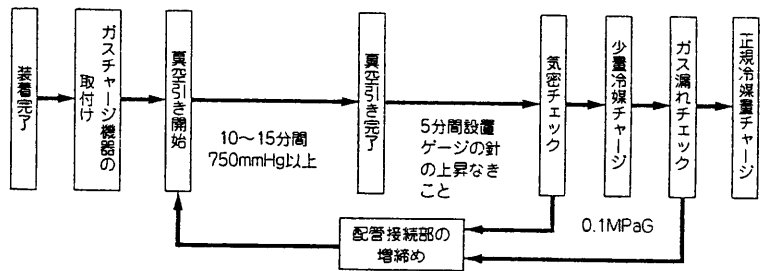 装着完了
ガスチャージ機器の
取付け
真空引き開始
10〜15分間
750mmHg以上
真空引き完了
5分間設置
ゲージの針
の上昇なき
こと
気密チェック
少量冷媒チャージ
ガス漏れチェック
正規冷媒量チャージ
0.1MPaG
配管接続部の
増締め